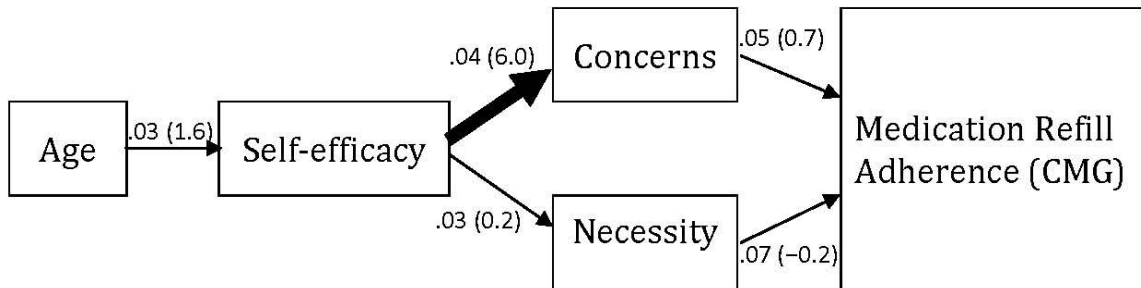 Age
.03 (1.6)
Self-efficacy
.04 (6.0)
.03 (0.2)
Concerns
Necessity
.05 (0.7)
.07 (−0.2)
Medication Refill
Adherence (CMG)